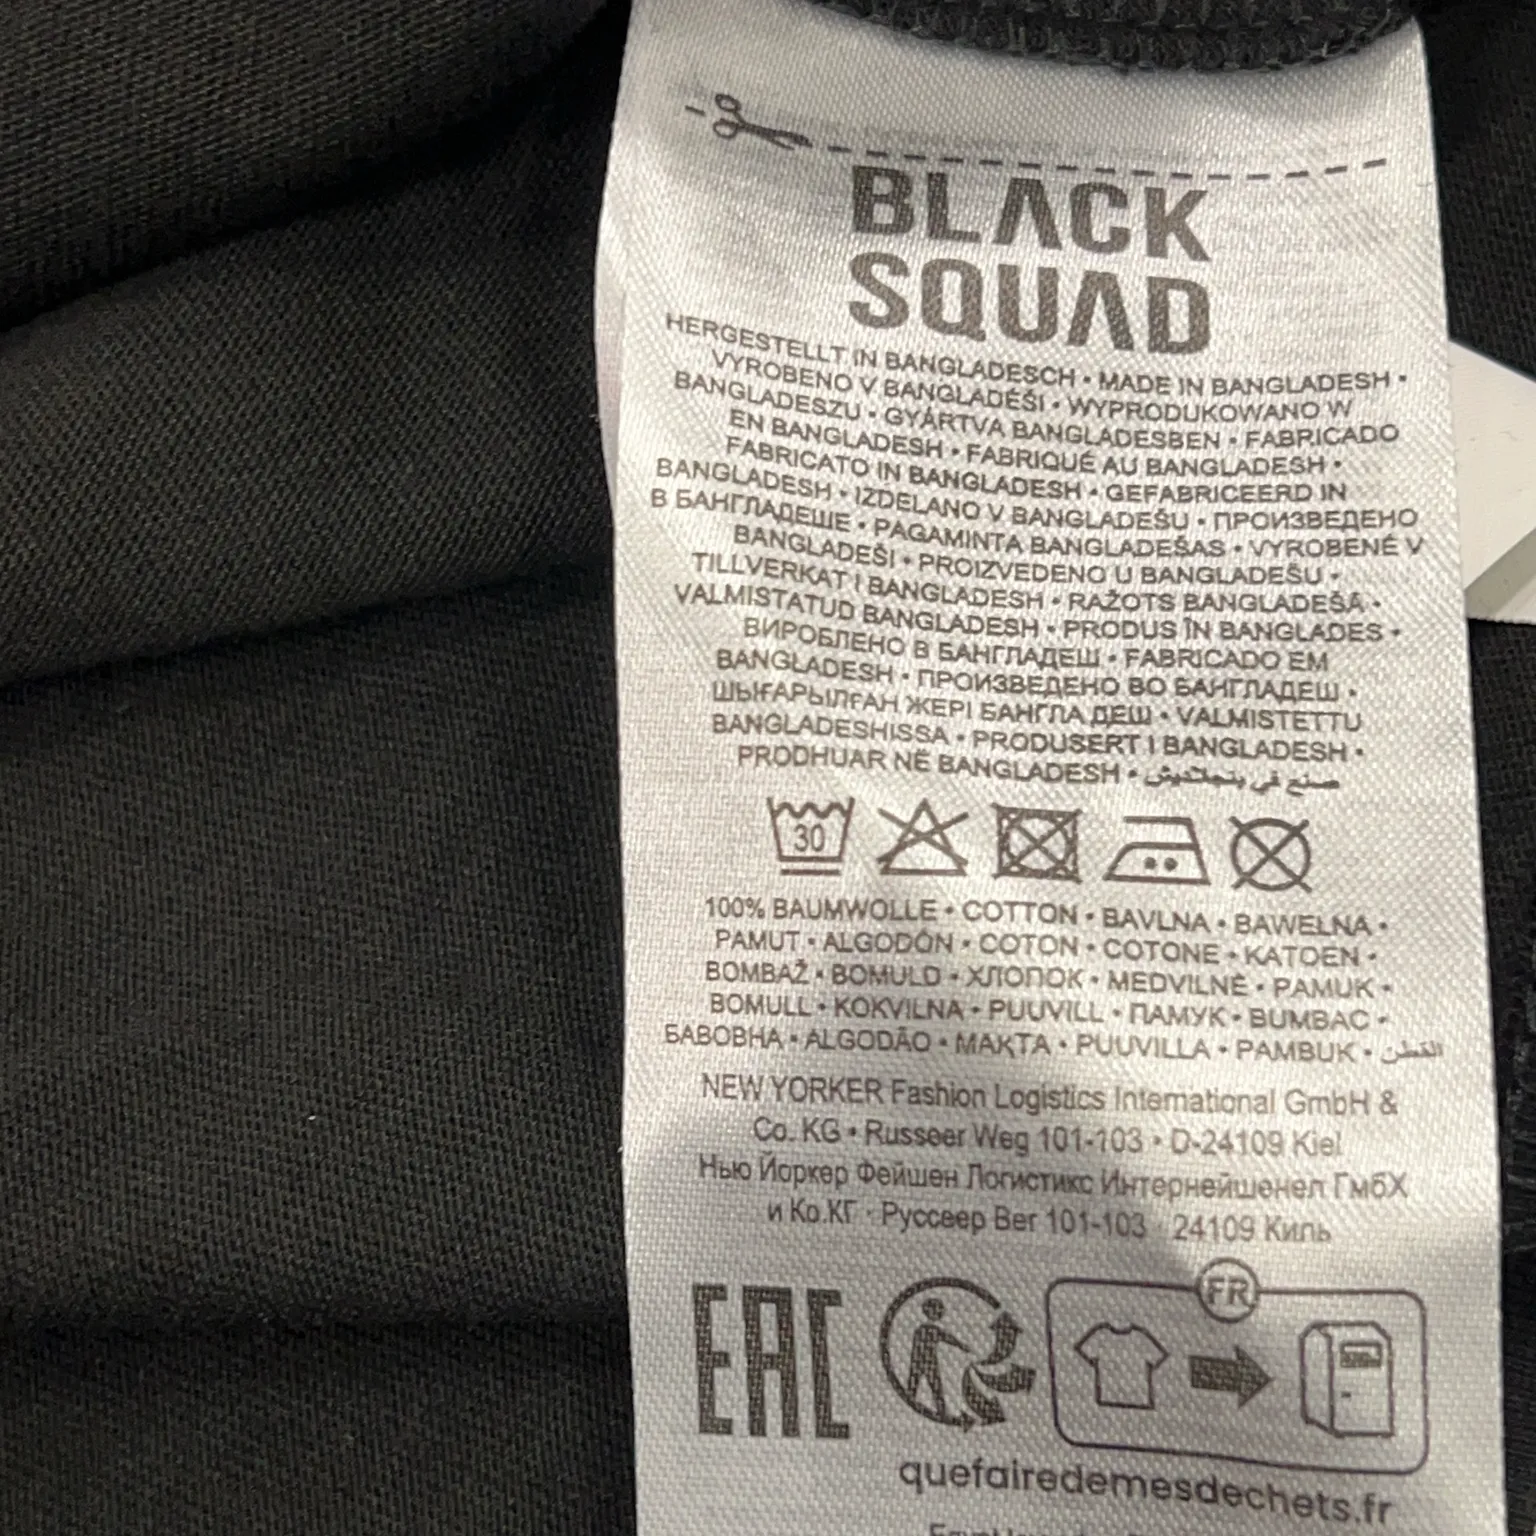 BLACK
SQUAD
HERGESTELLT IN BANGLADESCH • MADE IN BANGLADESH •
VYROBENO V BANGLADÉŠI • WYPRODUKOWANO W
BANGLADESZU • GYÁRTVA BANGLADESBEN • FABRICADO
EN BANGLADESH • FABRIQUÉ AU BANGLADESH •
FABRICATO IN BANGLADESH • GEFABRICEERD IN
BANGLADESH • IZDELANO V BANGLADEŠU • ПРОИЗВЕДЕНО
В БАНГЛАДЕШЕ • PAGAMINTA BANGLADEŠAS • VYROBENÉ V
BANGLADEŠI • PROIZVEDENO U BANGLADEŠU •
TILLVERKAT I BANGLADESH • RAŽOTS BANGLADEŠĀ •
VALMISTATUD BANGLADESH • PRODUS ÎN BANGLADES •
ВИРОБЛЕНО В БАНГЛАДЕШ • FABRICADO EM
BANGLADESH • ПРОИЗВЕДЕНО ВО БАНГЛАДЕШ •
ШЫҒАРЫЛҒАН ЖЕРІ БАНГЛА ДЕШ • VALMISTETTU
BANGLADESHISSA • PRODUSERT I BANGLADESH •
PRODHUAR NË BANGLADESH • صنع في بنجلاديش
30
100% BAUMWOLLE • COTTON • BAVLNA • BAWEŁNA •
PAMUT • ALGODÓN • COTON • COTONE • KATOEN •
BOMBAŽ • BOMULD • ХЛОПОК • MEDVILNĖ • PAMUK •
BOMULL • KOKVILNA • PUUVILL • ПАМУК • BUMBAC •
БАВОВНА • ALGODÃO • МАҚТА • PUUVILLA • PAMBUK • القطن
NEW YORKER Fashion Logistics International GmbH &
Co. KG • Russeer Weg 101-103 • D-24109 Kiel
Нью Йоркер Фейшен Логистикс Интернейшенел ГмбХ
и Ко.КГ · Руссеер Вег 101-103 · 24109 Киль
EAC
FR
quefairedemesdechets.fr